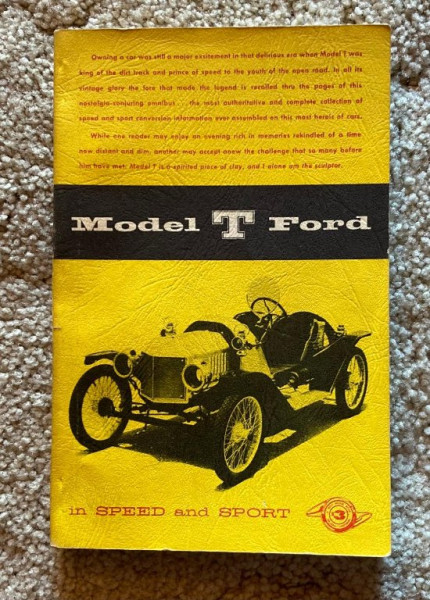 Owning a car was still a major excitement in that delirious era when Model T was
king of the dirt track and prince of speed to the youth of the open road. In all its
vintage glory the lore that made the legend is recalled thru the pages of this
nostalgia-conjuring omnibus . . . the most authoritative and complete collection of
speed and sport conversion information ever assembled on this most heroic of cars.
While one reader may enjoy an evening rich in memories rekindled of a time
now distant and dim, another may accept anew the challenge that so many before
him have met: Model T is a spirited piece of clay, and I alone am the sculptor.
Model T Ford
in SPEED and SPORT
3